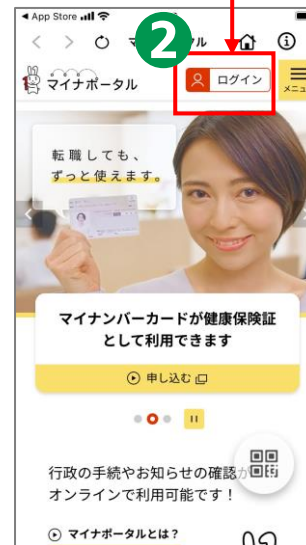 App Store
2
ログイン
マイナポータル
転職しても、
ずっと使えます。
マイナンバーカードが健康保険証
として利用できます
申し込む
行政の手続やお知らせの確認が
オンラインで利用可能です！
マイナポータルとは？